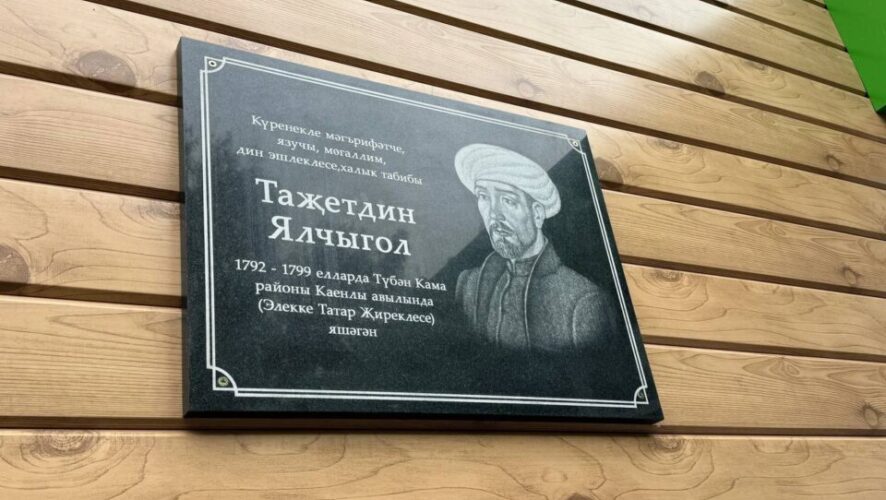 Күренекле мәгърифәтче,
язучы, мөгаллим,
дин эшлеклесе,халык табибы
Таҗетдин
Ялчыгол
1792 - 1799 елларда Түбән Кама
районы Каенлы авылында
(Элекке Татар Җиреклесе)
яшәгән